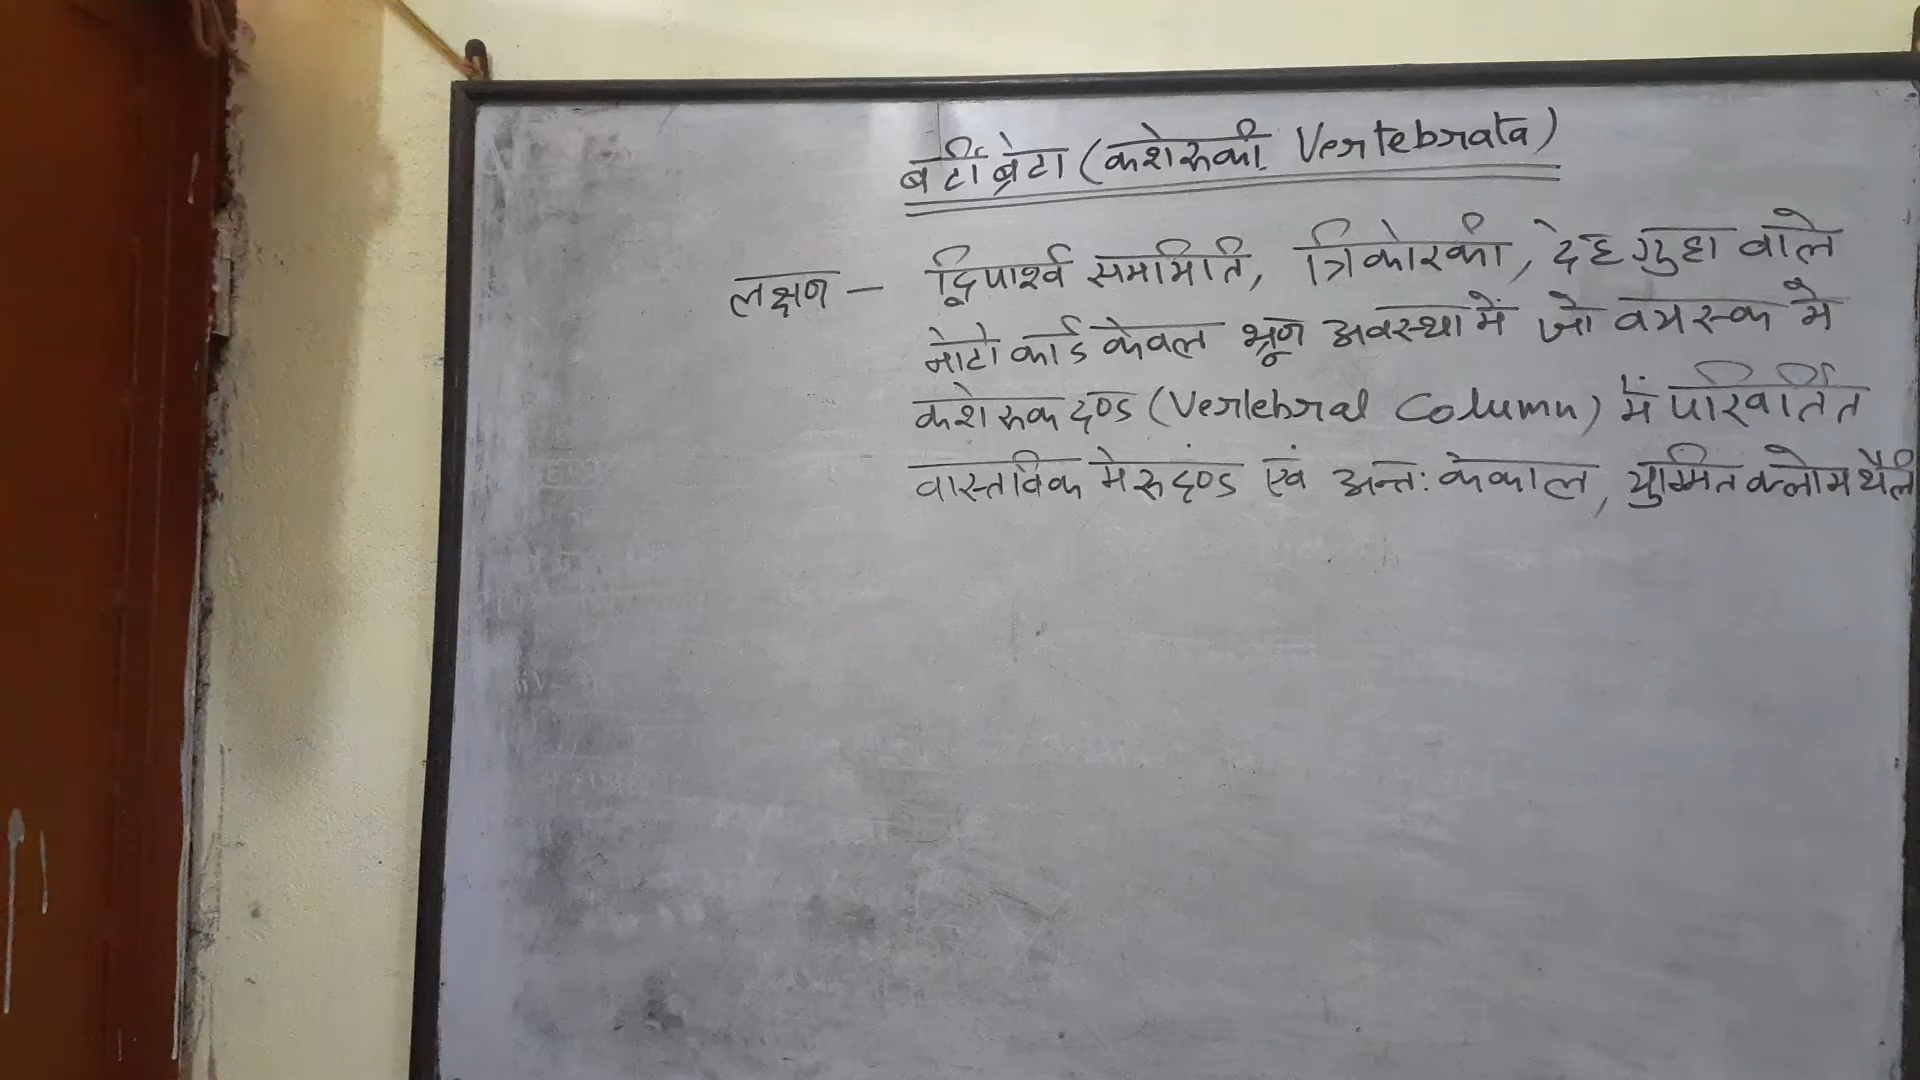 बर्टीब्रेटा (कशेरुकी Vertebrata)
लक्षण – द्विपार्श्व सममिति, त्रिकोरकी, देहगुहा वाले
नोटोकार्ड केवल भ्रूण अवस्था में जो वयस्क मे
कशेरुक दण्ड (Vertebral Column) में परिवर्तित
वास्तविक मेरुदण्ड एवं अन्त: कंकाल, युग्मित क्लोम थैली